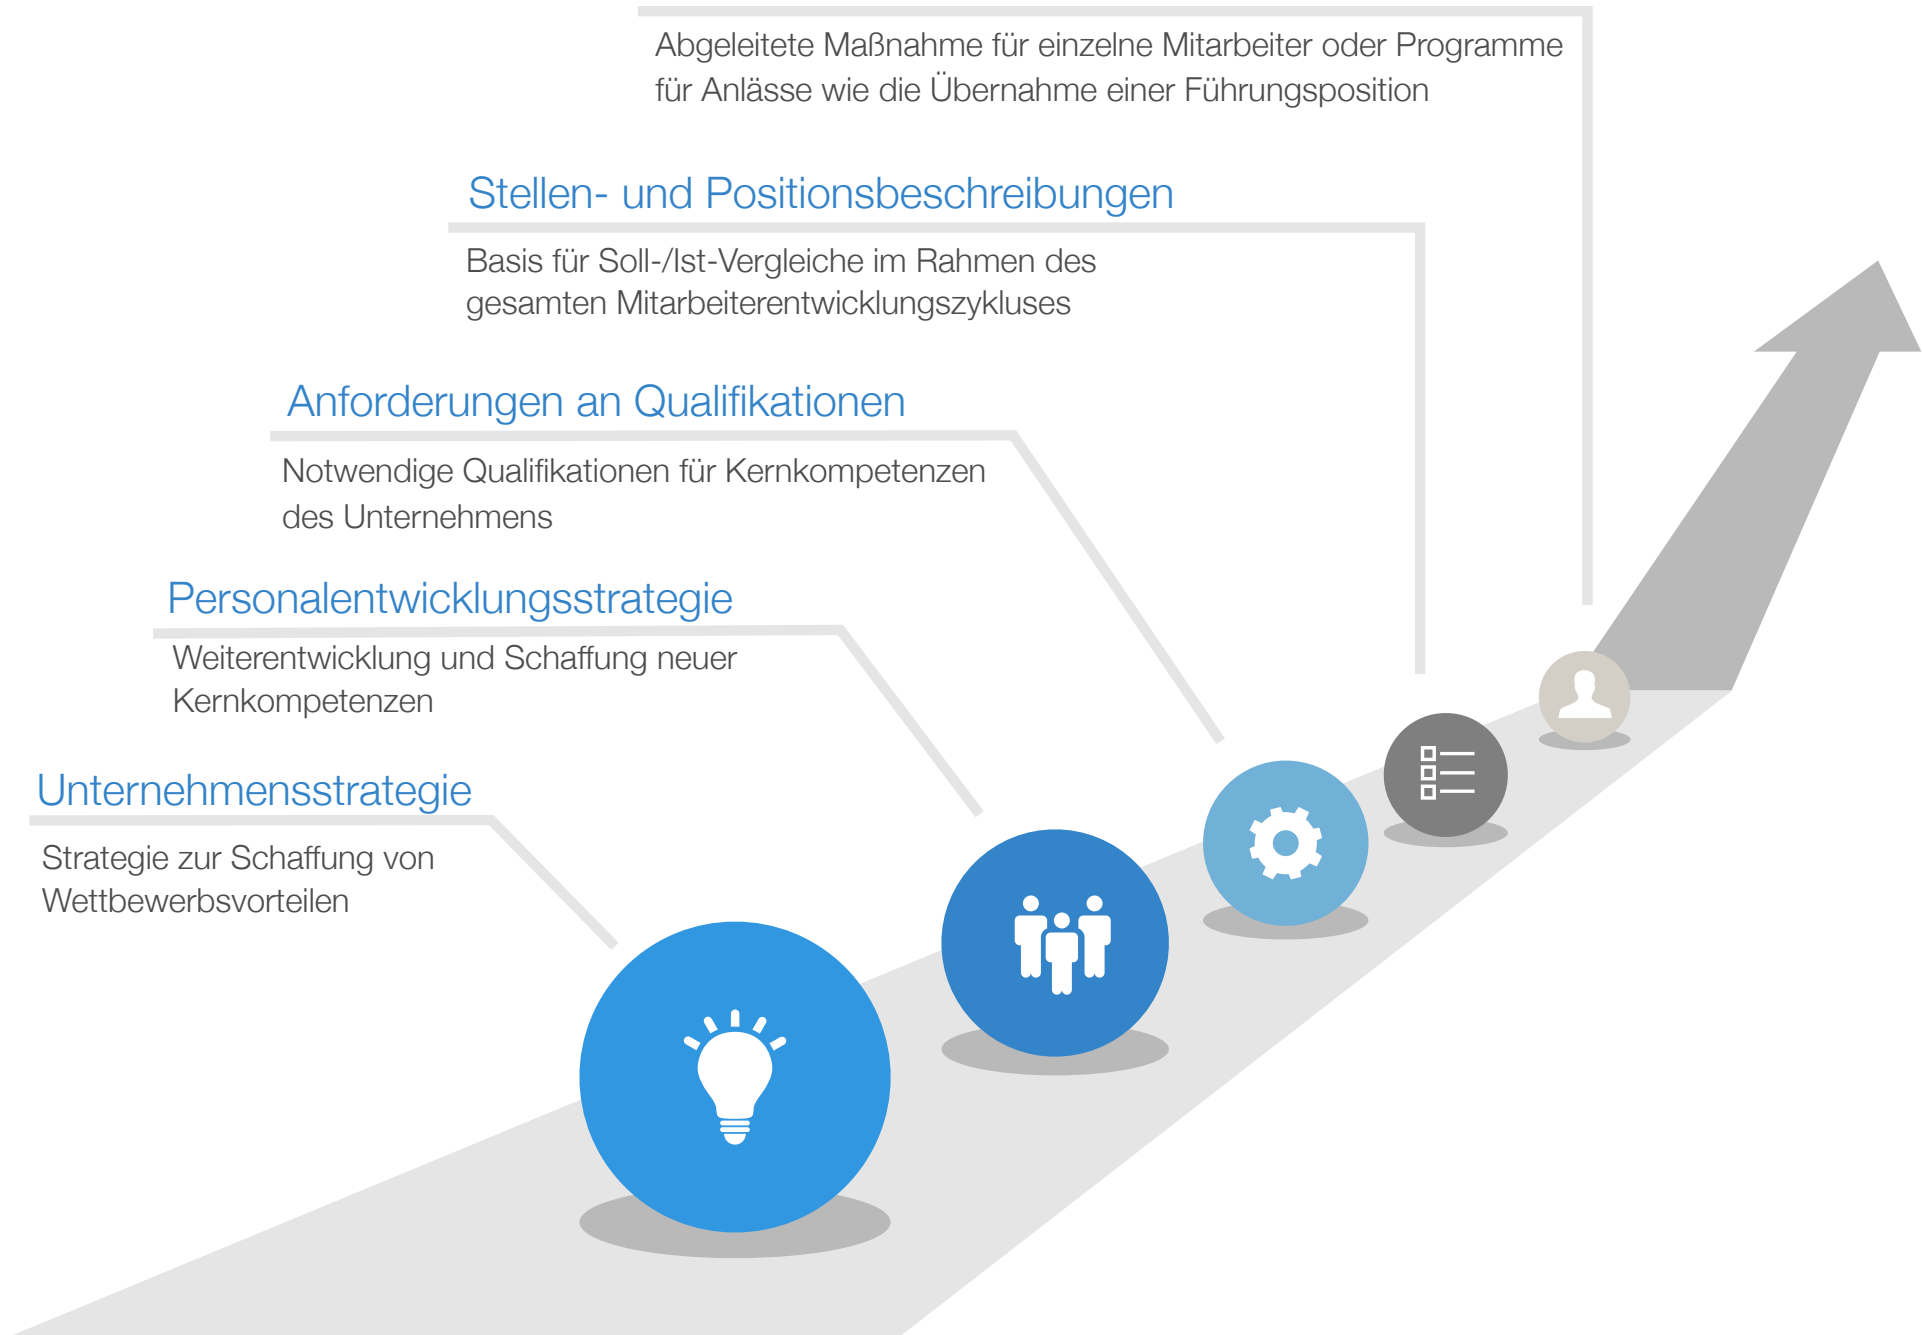 Abgeleitete Maßnahme für einzelne Mitarbeiter oder Programme
für Anlässe wie die Übernahme einer Führungsposition
Stellen- und Positionsbeschreibungen
Basis für Soll-/Ist-Vergleiche im Rahmen des
gesamten Mitarbeiterentwicklungszykluses
Anforderungen an Qualifikationen
Notwendige Qualifikationen für Kernkompetenzen
des Unternehmens
Personalentwicklungsstrategie
Weiterentwicklung und Schaffung neuer
Kernkompetenzen
Unternehmensstrategie
Strategie zur Schaffung von
Wettbewerbsvorteilen